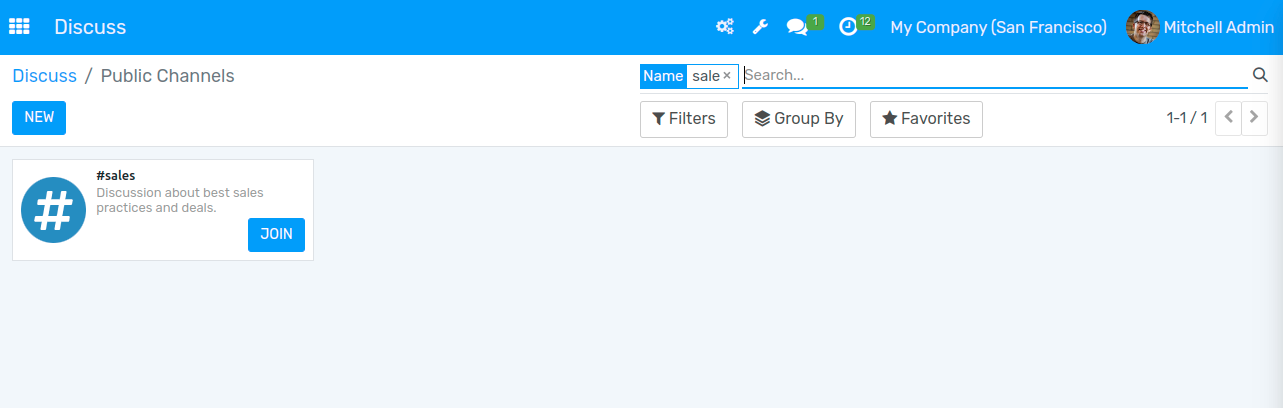 Discuss 1 12 My Company (San Francisco) Mitchell Admin
Discuss / Public Channels Name sale × Search...
NEW Filters Group By Favorites 1-1 / 1
#sales
Discussion about best sales
practices and deals.
JOIN